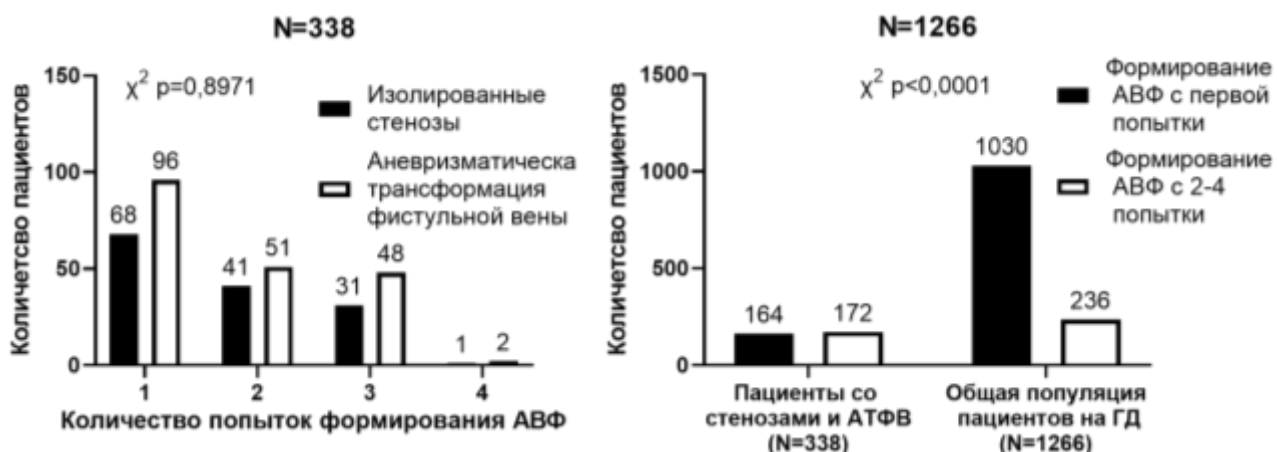 N=338
150
100
50
0
Количетсво пациентов
χ² p=0,8971
Изолированные
стенозы
Аневризматическа
трансформация
фистульной вены
68
96
41
51
31
48
1
2
1
2
3
4
Количество попыток формирования АВФ
N=1266
1500
1000
500
0
Количетсво пациентов
χ² p<0,0001
Формирование
АВФ с первой
попытки
Формирование
АВФ с 2-4
попытки
164
172
1030
236
Пациенты со
стенозами и АТФВ
(N=338)
Общая популяция
пациентов на ГД
(N=1266)